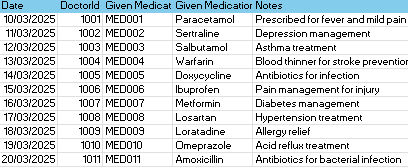 Date DoctorId Given Medicat Given Medication Notes
10/03/2025 1001 MED001 Paracetamol Prescribed for fever and mild pain
11/03/2025 1002 MED002 Sertraline Depression management
12/03/2025 1003 MED003 Salbutamol Asthma treatment
13/03/2025 1004 MED004 Warfarin Blood thinner for stroke prevention
14/03/2025 1005 MED005 Doxycycline Antibiotics for infection
15/03/2025 1006 MED006 Ibuprofen Pain management for injury
16/03/2025 1007 MED007 Metformin Diabetes management
17/03/2025 1008 MED008 Losartan Hypertension treatment
18/03/2025 1009 MED009 Loratadine Allergy relief
19/03/2025 1010 MED010 Omeprazole Acid reflux treatment
20/03/2025 1011 MED011 Amoxicillin Antibiotics for bacterial infection